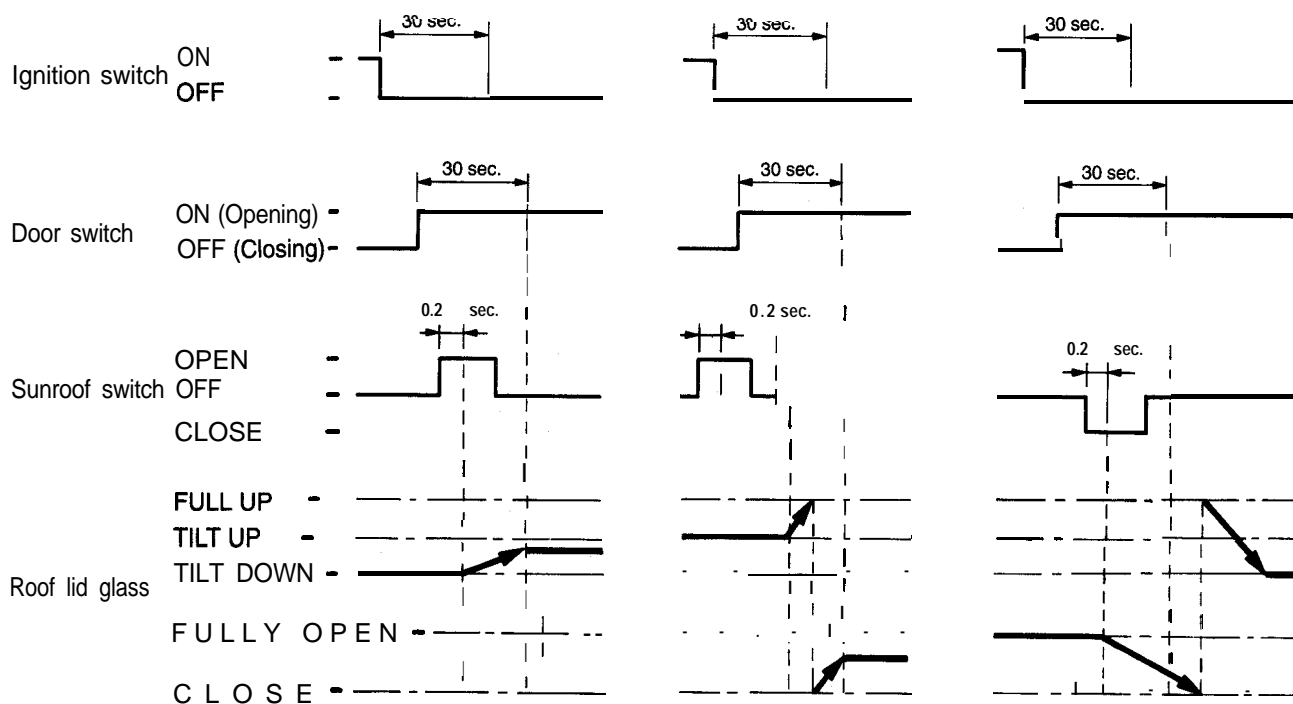 30 sec. 30 sec. 30 sec.
Ignition switch ON
OFF
30 sec. 30 sec. 30 sec.
Door switch ON (Opening)
OFF (Closing)
0.2 sec. 0.2 sec. 0.2 sec.
OPEN
Sunroof switch OFF
CLOSE
FULL UP
TILT UP
Roof lid glass TILT DOWN
FULLY OPEN
CLOSE